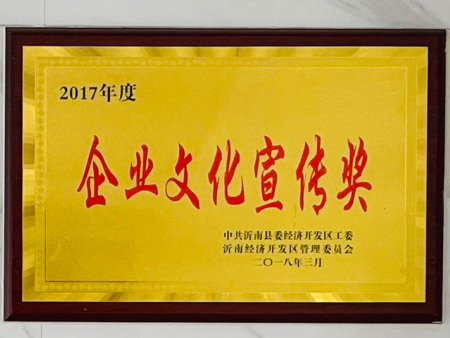 2017年度
企业文化宣传奖
中共沂南县委经济开发区工委
沂南经济开发区管理委员会
二〇一八年三月